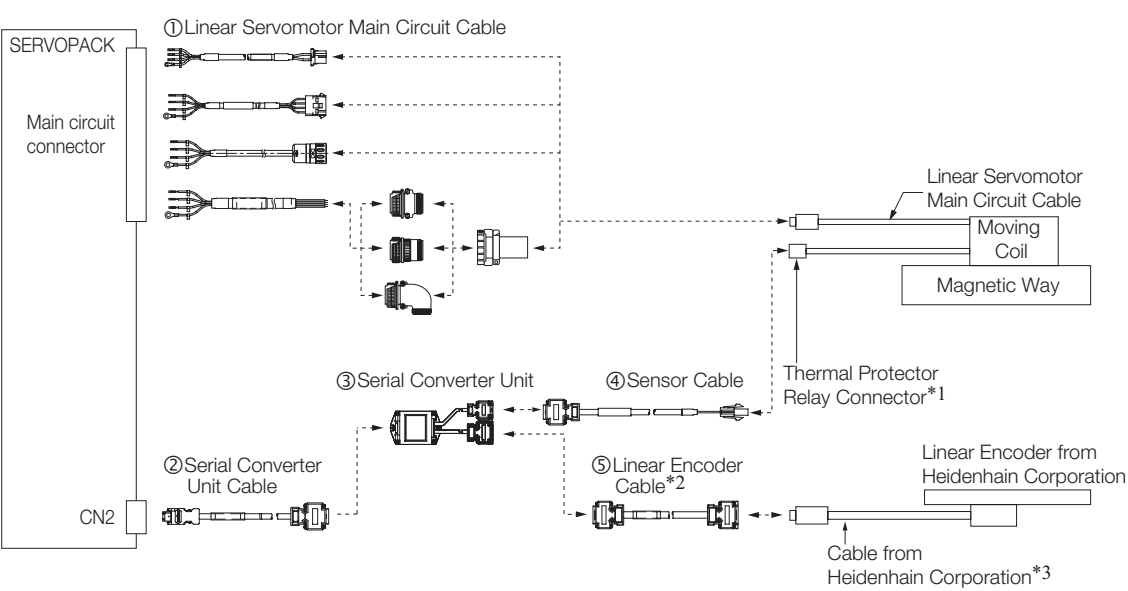 ①Linear Servomotor Main Circuit Cable
SERVOPACK
Main circuit
connector
Linear Servomotor
Main Circuit Cable
Moving
Coil
Magnetic Way
Thermal Protector
Relay Connector*1
③Serial Converter Unit
④Sensor Cable
②Serial Converter
Unit Cable
⑤Linear Encoder
Cable*2
Linear Encoder from
Heidenhain Corporation
CN2
Cable from
Heidenhain Corporation*3